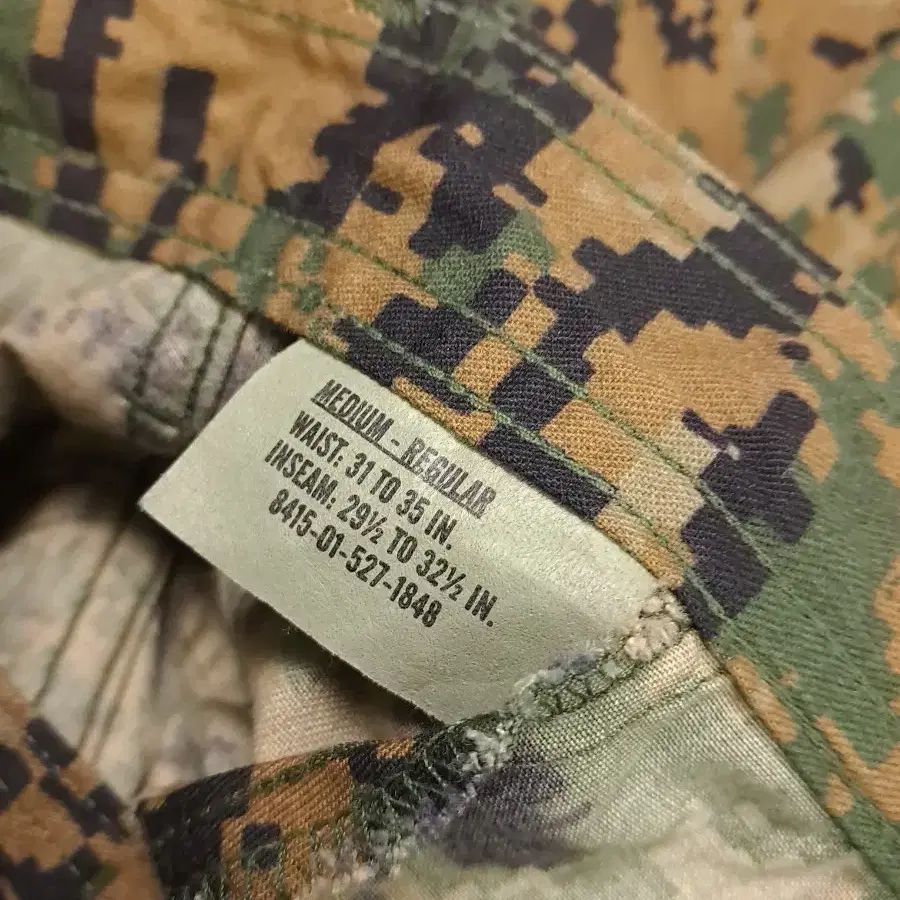 MEDIUM - REGULAR
WAIST: 31 TO 35 IN.
INSEAM: 29½ TO 32½ IN.
8415-01-527-1848